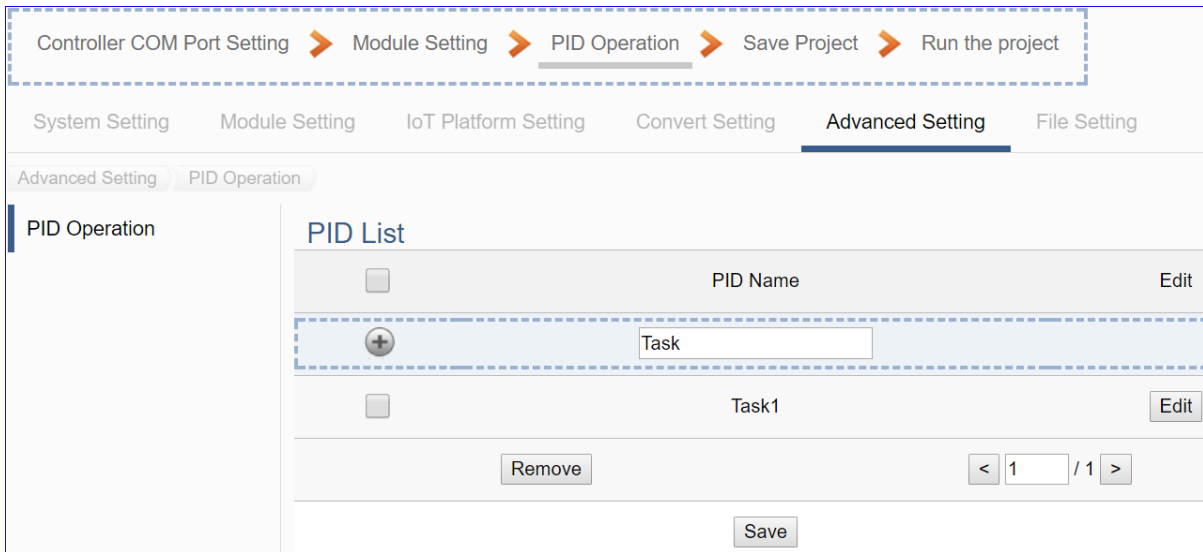 Controller COM Port Setting Module Setting PID Operation Save Project Run the project
System Setting Module Setting IoT Platform Setting Convert Setting Advanced Setting File Setting
Advanced Setting PID Operation
PID Operation
PID List
PID Name Edit
Task
Task1 Edit
Remove < 1 / 1 >
Save